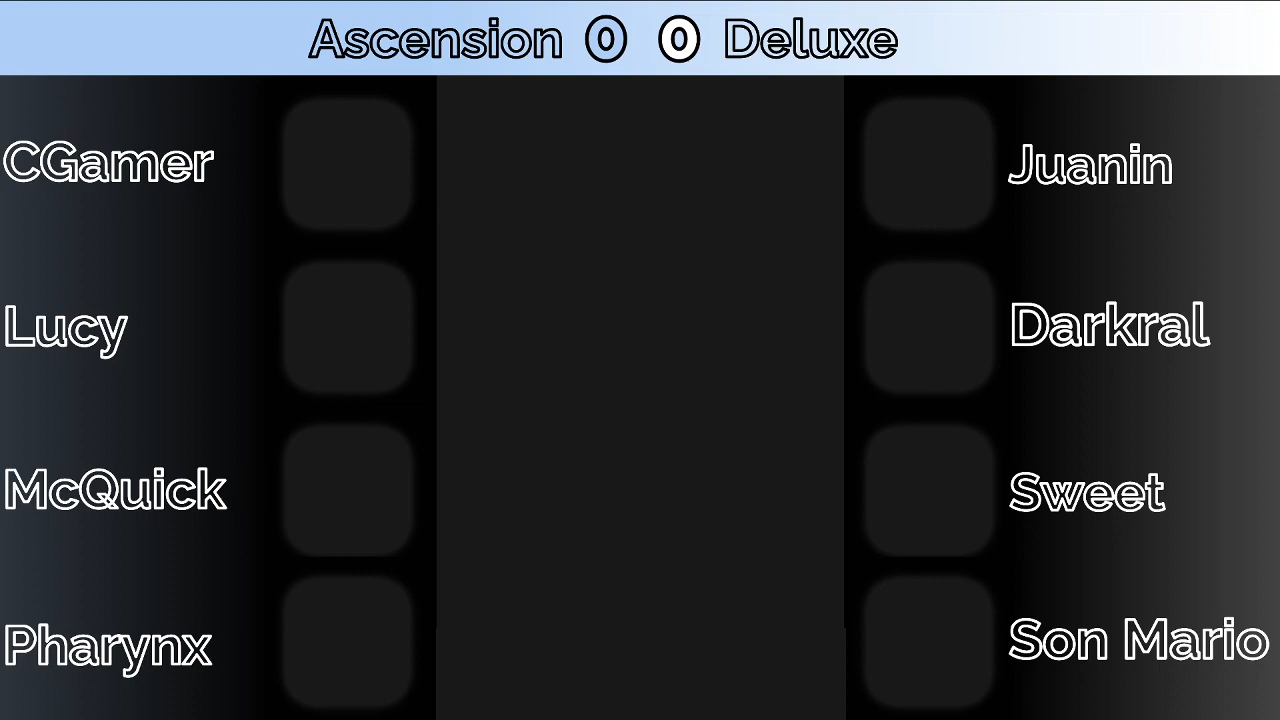 Ascension 0 0 Deluxe
CGamer
Juanin
Lucy
Darkral
McQuick
Sweet
Pharynx
Son Mario